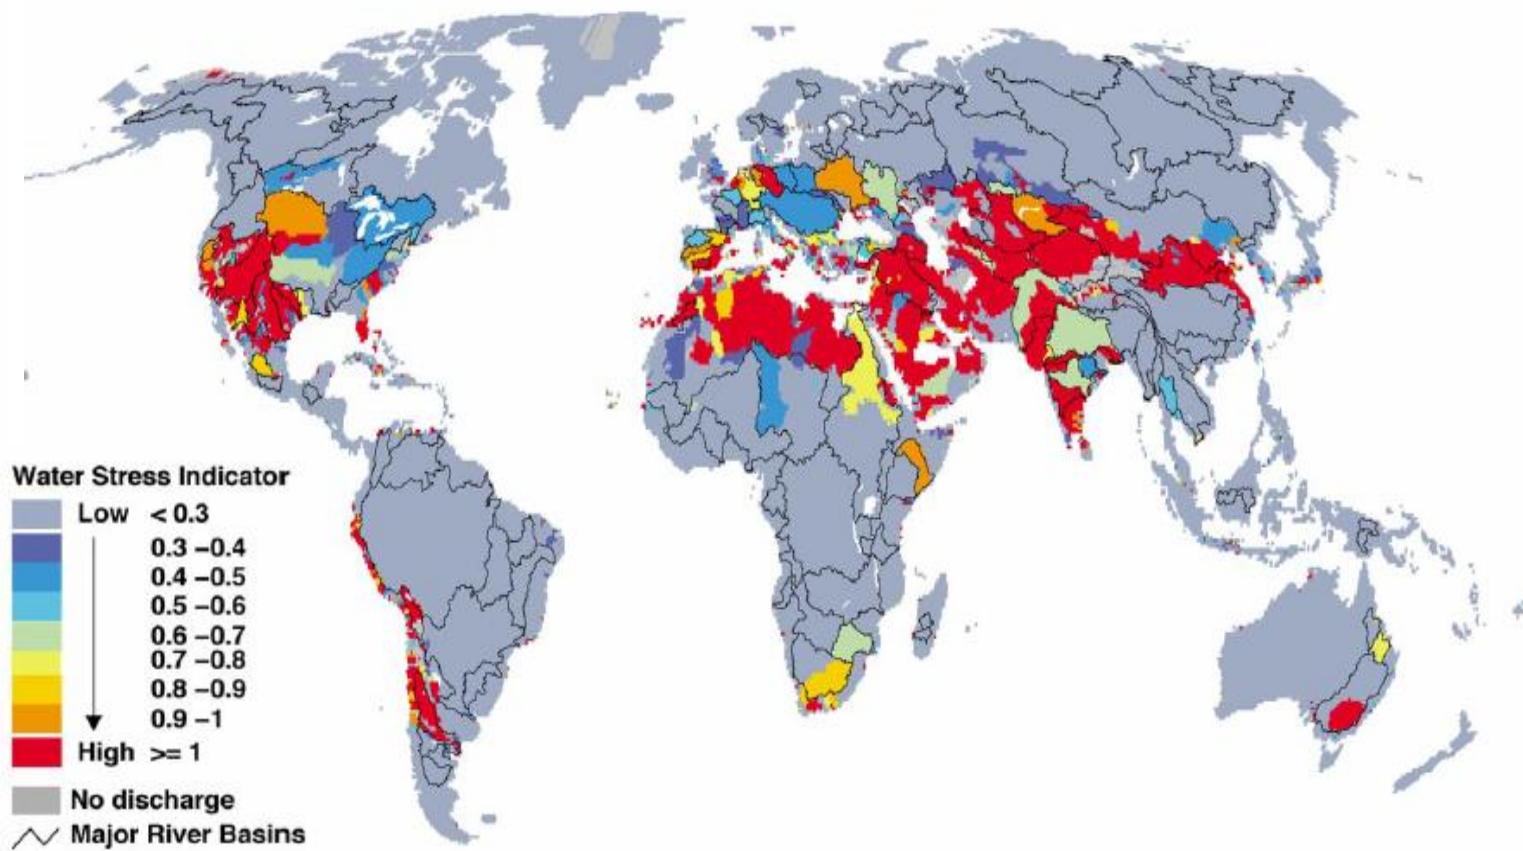 Water Stress Indicator
Low < 0.3
0.3 –0.4
0.4 –0.5
0.5 –0.6
0.6 –0.7
0.7 –0.8
0.8 –0.9
0.9 –1
High >= 1
No discharge
Major River Basins